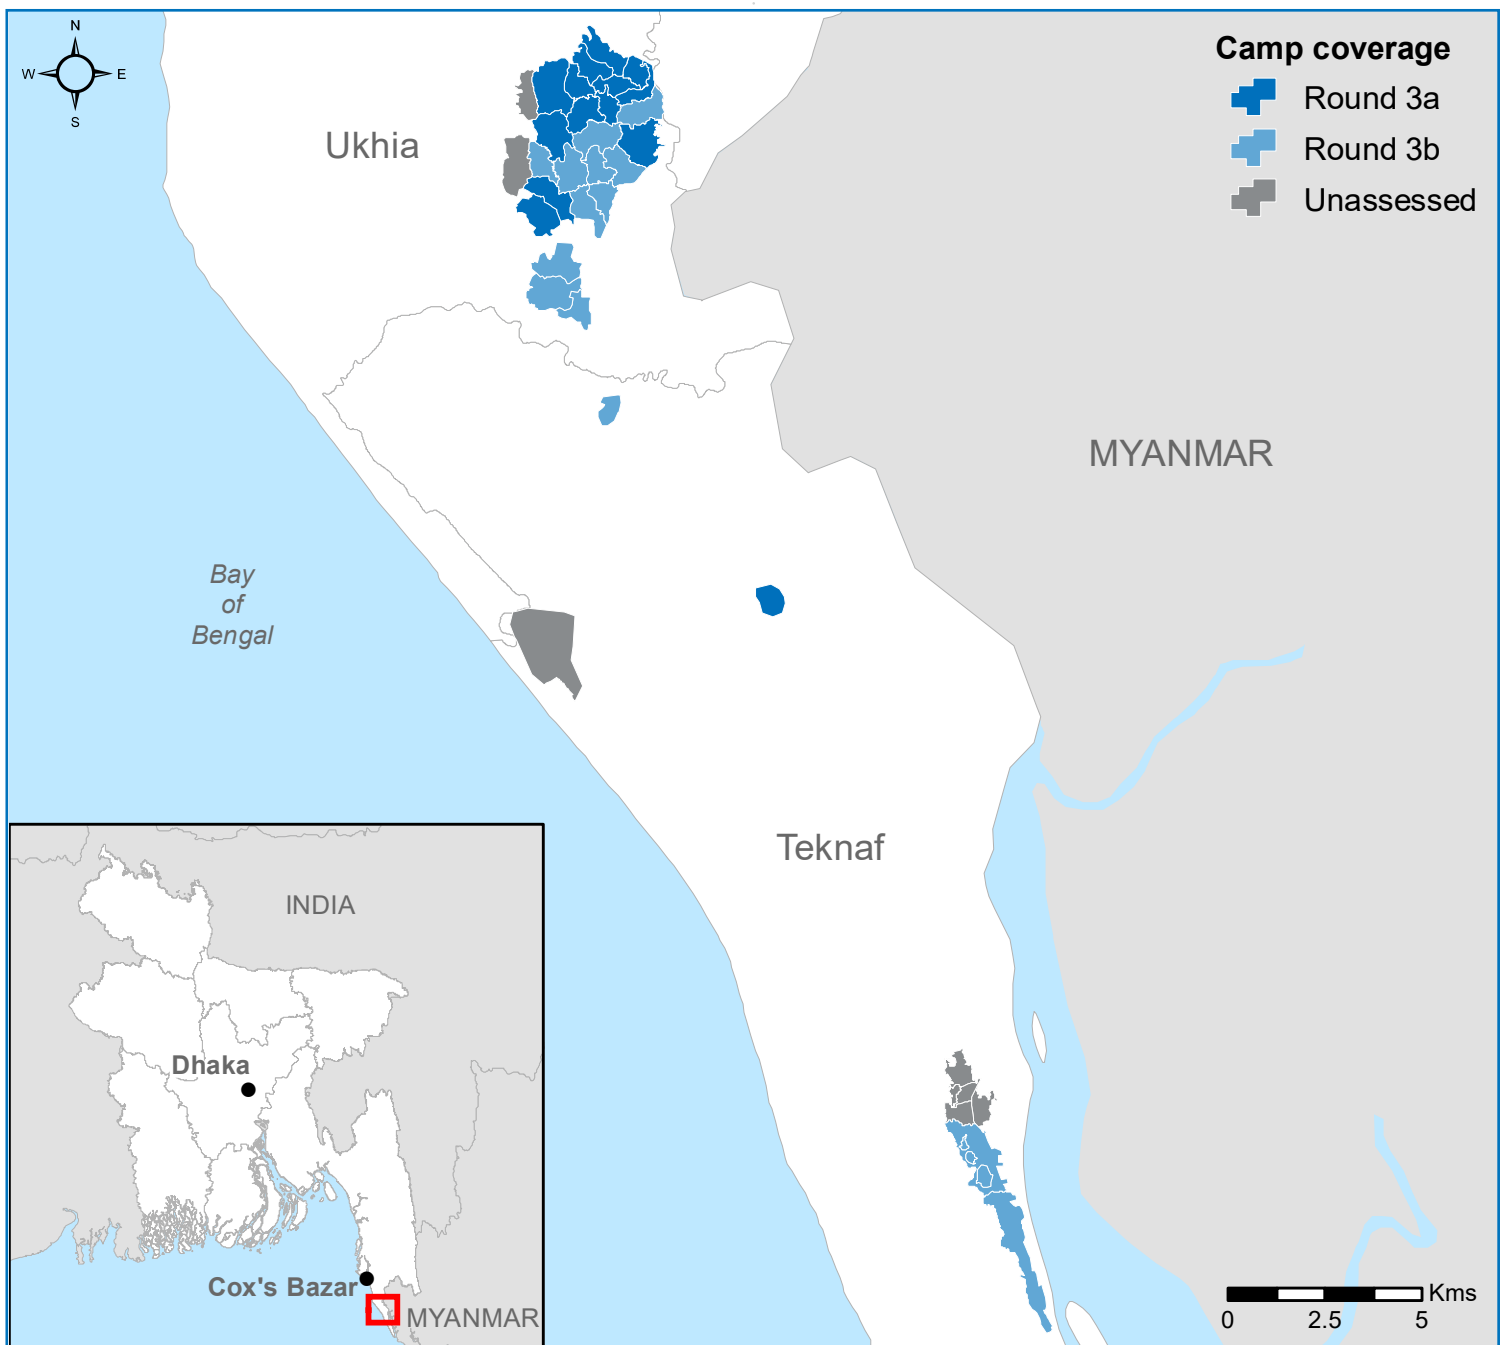 N
W
E
S
Camp coverage
Round 3a
Round 3b
Unassessed
Ukhia
MYANMAR
Bay
of
Bengal
Teknaf
INDIA
Dhaka
Cox's Bazar
MYANMAR
Kms
0 2.5 5